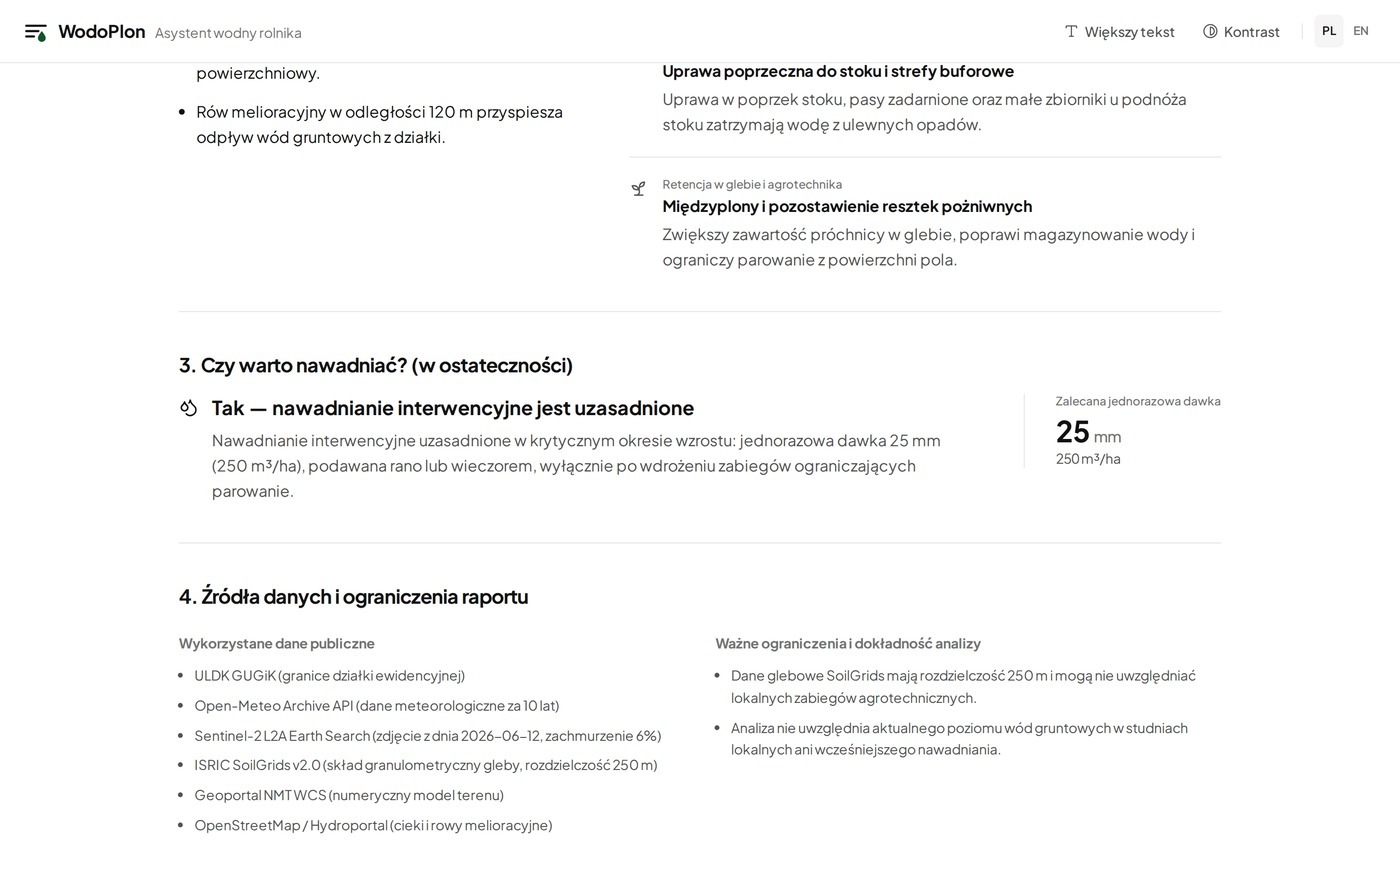 WodoPlon Asystent wodny rolnika
Większy tekst
Kontrast
PL
EN
powierzchniowy.
• Rów melioracyjny w odległości 120 m przyspiesza
odpływ wód gruntowych z działki.
Uprawa poprzeczna do stoku i strefy buforowe
Uprawa w poprzek stoku, pasy zadarnione oraz małe zbiorniki u podnóża
stoku zatrzymają wodę z ulewnych opadów.
Retencja w glebie i agrotechnika
Międzyplony i pozostawienie resztek pożniwnych
Zwiększy zawartość próchnicy w glebie, poprawi magazynowanie wody i
ograniczy parowanie z powierzchni pola.
3. Czy warto nawadniać? (w ostateczności)
Tak — nawadnianie interwencyjne jest uzasadnione
Nawadnianie interwencyjne uzasadnione w krytycznym okresie wzrostu: jednorazowa dawka 25 mm
(250 m³/ha), podawana rano lub wieczorem, wyłącznie po wdrożeniu zabiegów ograniczających
parowanie.
Zalecana jednorazowa dawka
25 mm
250 m³/ha
4. Źródła danych i ograniczenia raportu
Wykorzystane dane publiczne
• ULDK GUGiK (granice działki ewidencyjnej)
• Open-Meteo Archive API (dane meteorologiczne za 10 lat)
• Sentinel-2 L2A Earth Search (zdjęcie z dnia 2026-06-12, zachmurzenie 6%)
• ISRIC SoilGrids v2.0 (skład granulometryczny gleby, rozdzielczość 250 m)
• Geoportal NMT WCS (numeryczny model terenu)
• OpenStreetMap / Hydroportal (cieki i rowy melioracyjne)
Ważne ograniczenia i dokładność analizy
• Dane glebowe SoilGrids mają rozdzielczość 250 m i mogą nie uwzględniać
lokalnych zabiegów agrotechnicznych.
• Analiza nie uwzględnia aktualnego poziomu wód gruntowych w studniach
lokalnych ani wcześniejszego nawadniania.